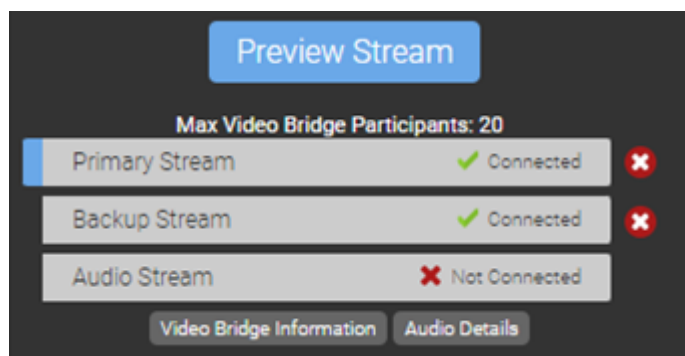 Preview Stream
Max Video Bridge Participants: 20
Primary Stream Connected
Backup Stream Connected
Audio Stream Not Connected
Video Bridge Information Audio Details